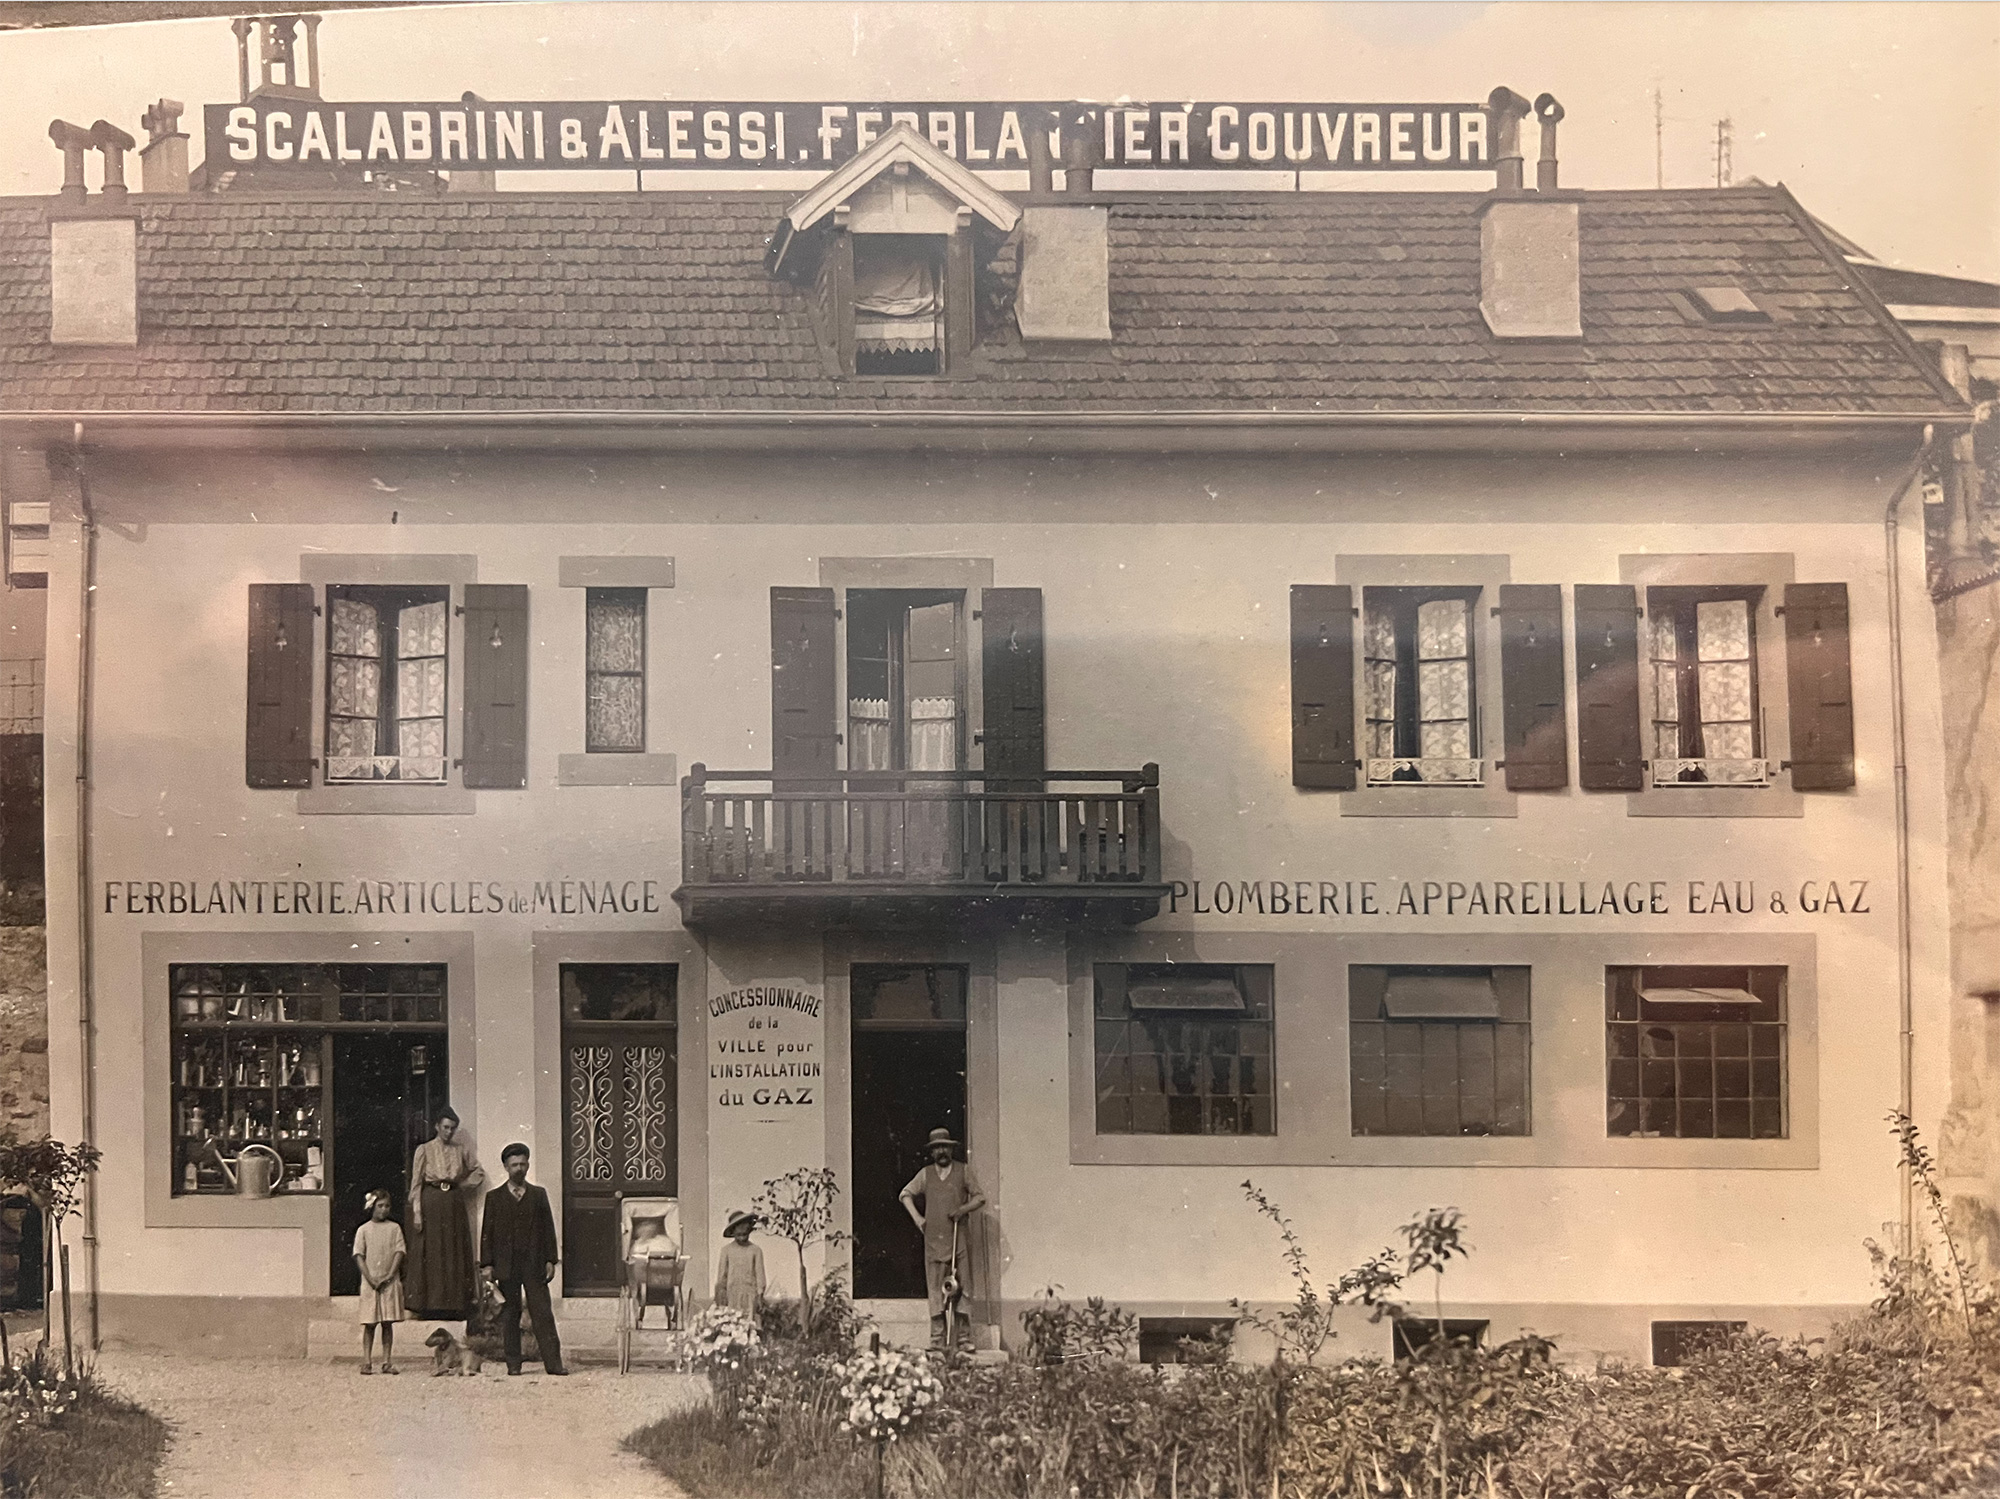 SCALABRINI & ALESSI. FERBLANTIER COUVREUR
FERBLANTERIE. ARTICLES de MÉNAGE
PLOMBERIE. APPAREILLAGE EAU & GAZ
CONCESSIONNAIRE
de la
VILLE pour
L'INSTALLATION
du GAZ